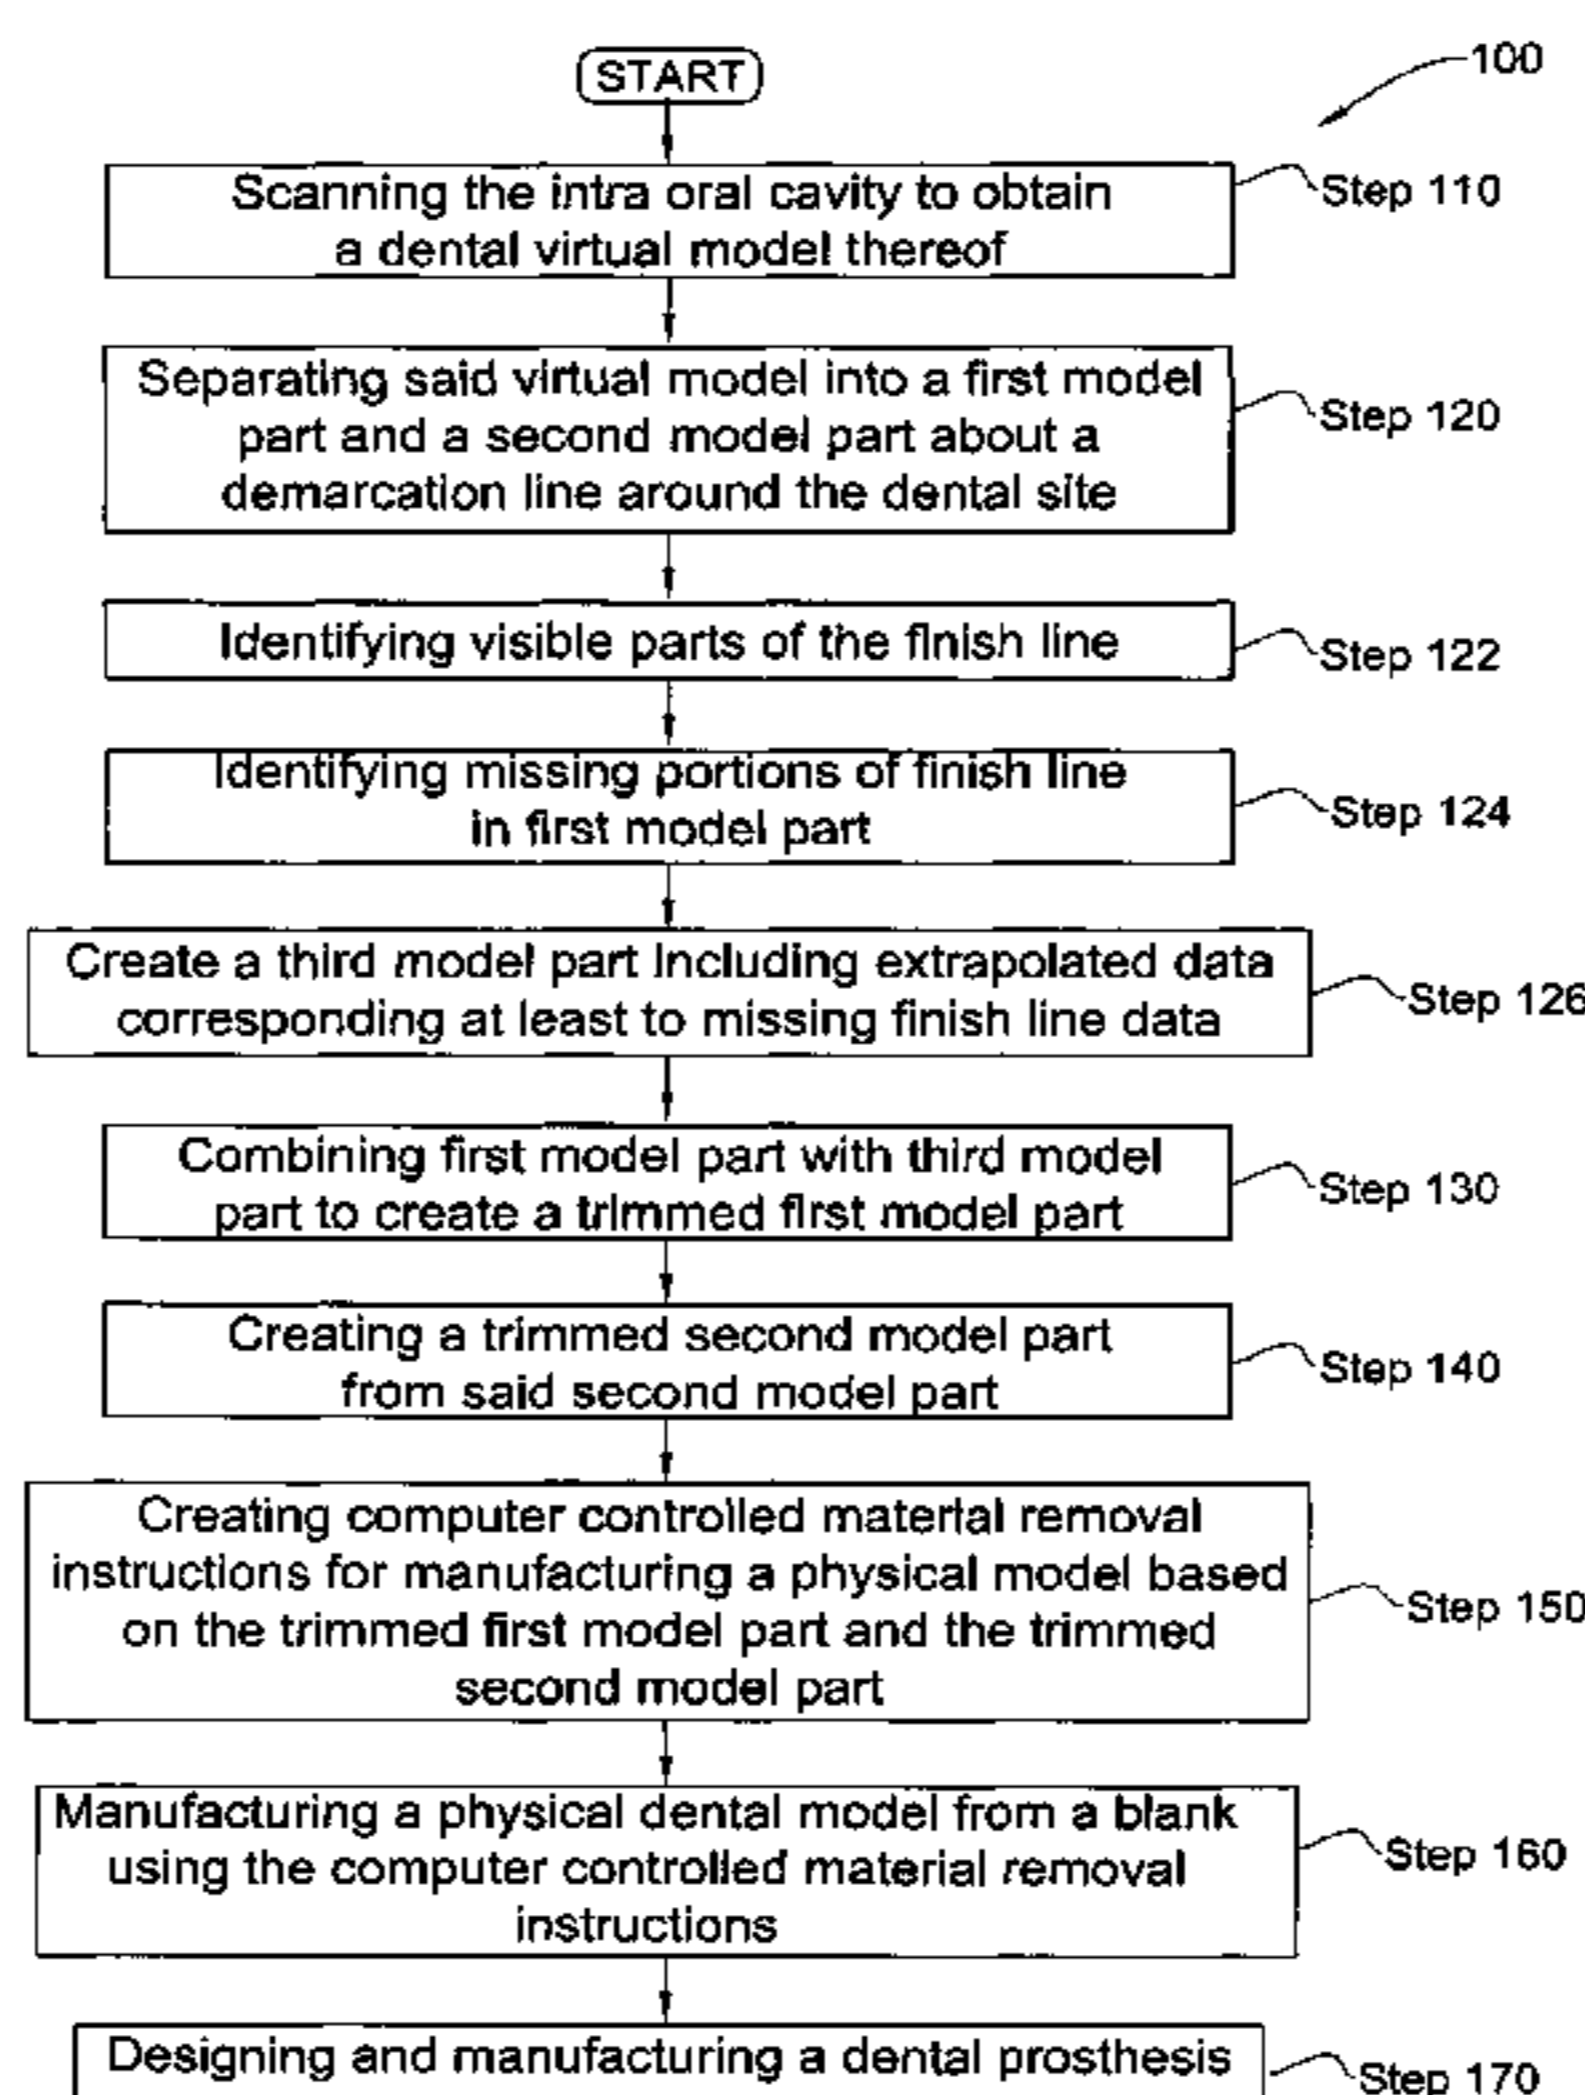 START
100
Scanning the intra oral cavity to obtain
a dental virtual model thereof
Step 110
Separating said virtual model into a first model
part and a second model part about a
demarcation line around the dental site
Step 120
Identifying visible parts of the finish line
Step 122
Identifying missing portions of finish line
in first model part
Step 124
Create a third model part Including extrapolated data
corresponding at least to missing finish line data
Step 126
Combining first model part with third model
part to create a trimmed first model part
Step 130
Creating a trimmed second model part
from said second model part
Step 140
Creating computer controlled material removal
instructions for manufacturing a physical model based
on the trimmed first model part and the trimmed
second model part
Step 150
Manufacturing a physical dental model from a blank
using the computer controlled material removal
instructions
Step 160
Designing and manufacturing a dental prosthesis
Step 170